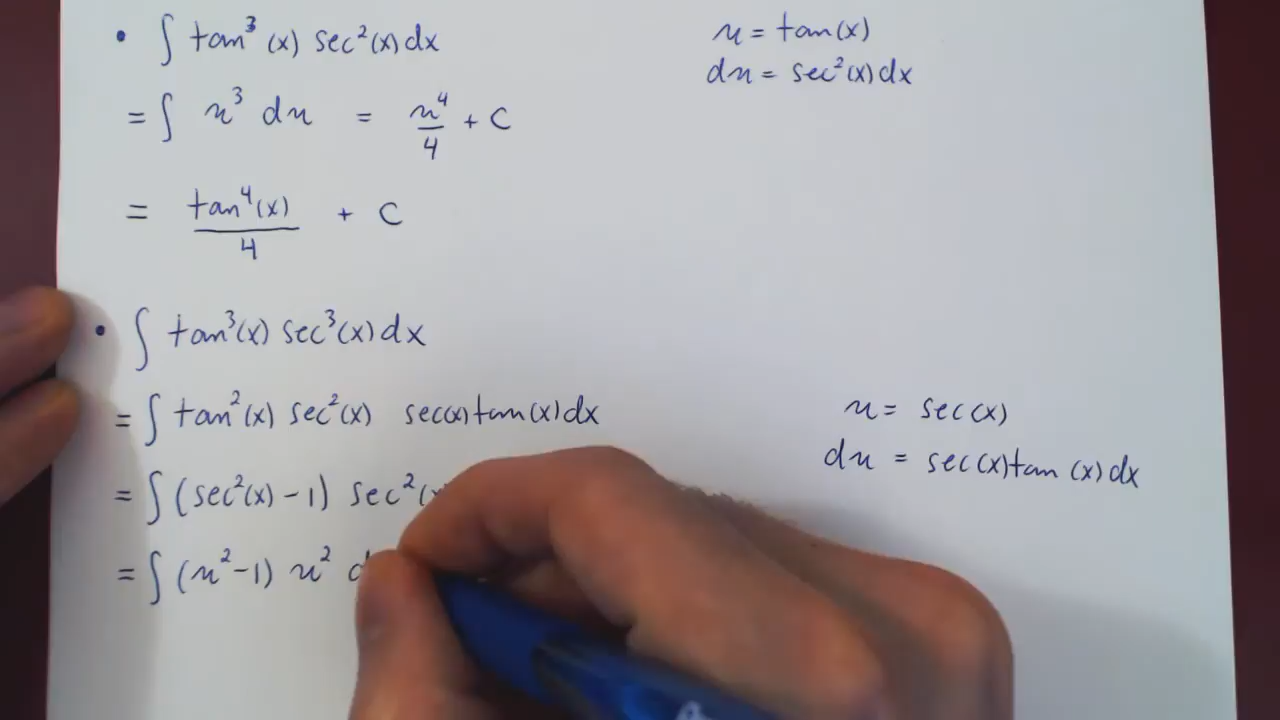 • ∫ tan³(x) sec²(x) dx
u = tan(x)
du = sec²(x) dx
= ∫ u³ du = u⁴/4 + C
= tan⁴(x)/4 + C
• ∫ tan³(x) sec³(x) dx
= ∫ tan²(x) sec²(x) sec(x) tan(x) dx
u = sec(x)
du = sec(x) tan(x) dx
= ∫ (sec²(x) - 1) sec²(x
= ∫ (u² - 1) u² d